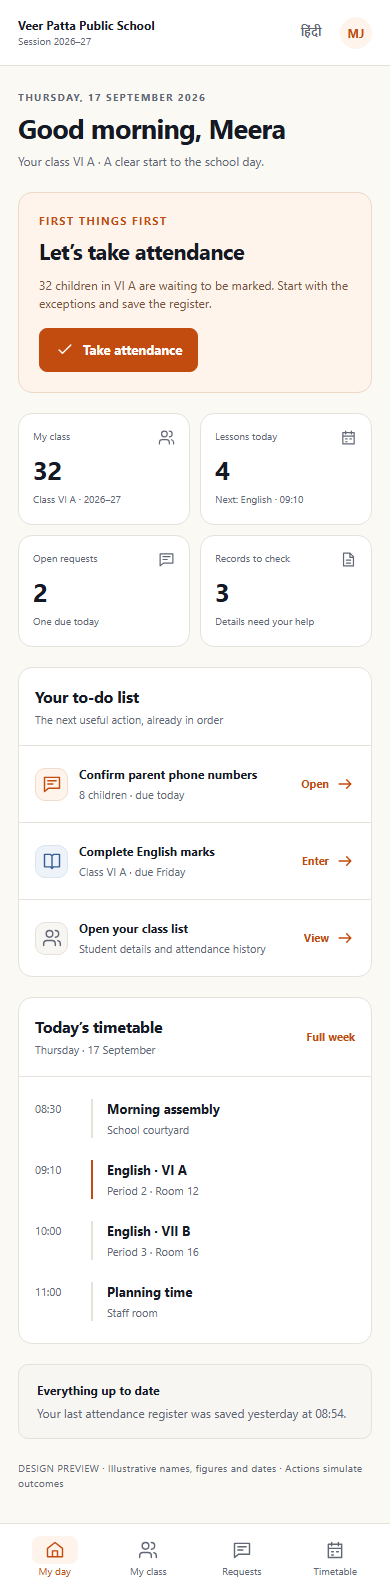 Veer Patta Public School
Session 2026–27
हिंदी
MJ
THURSDAY, 17 SEPTEMBER 2026
Good morning, Meera
Your class VI A · A clear start to the school day.
FIRST THINGS FIRST
Let’s take attendance
32 children in VI A are waiting to be marked. Start with the
exceptions and save the register.
Take attendance
My class
32
Class VI A · 2026–27
Lessons today
4
Next: English · 09:10
Open requests
2
One due today
Records to check
3
Details need your help
Your to-do list
The next useful action, already in order
Confirm parent phone numbers
8 children · due today
Open
Complete English marks
Class VI A · due Friday
Enter
Open your class list
Student details and attendance history
View
Today’s timetable
Thursday · 17 September
Full week
08:30
Morning assembly
School courtyard
09:10
English · VI A
Period 2 · Room 12
10:00
English · VII B
Period 3 · Room 16
11:00
Planning time
Staff room
Everything up to date
Your last attendance register was saved yesterday at 08:54.
DESIGN PREVIEW · Illustrative names, figures and dates · Actions simulate
outcomes
My day
My class
Requests
Timetable